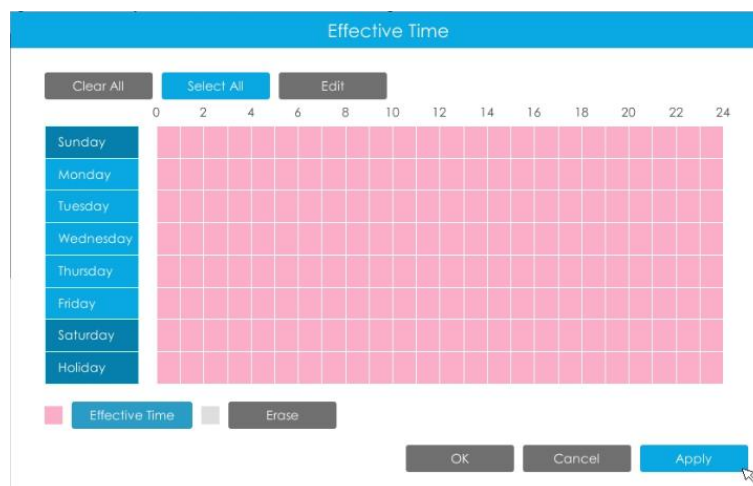 Effective Time
Clear All Select All Edit
0 2 4 6 8 10 12 14 16 18 20 22 24
Sunday
Monday
Tuesday
Wednesday
Thursday
Friday
Saturday
Holiday
Effective Time Erase
OK Cancel Apply